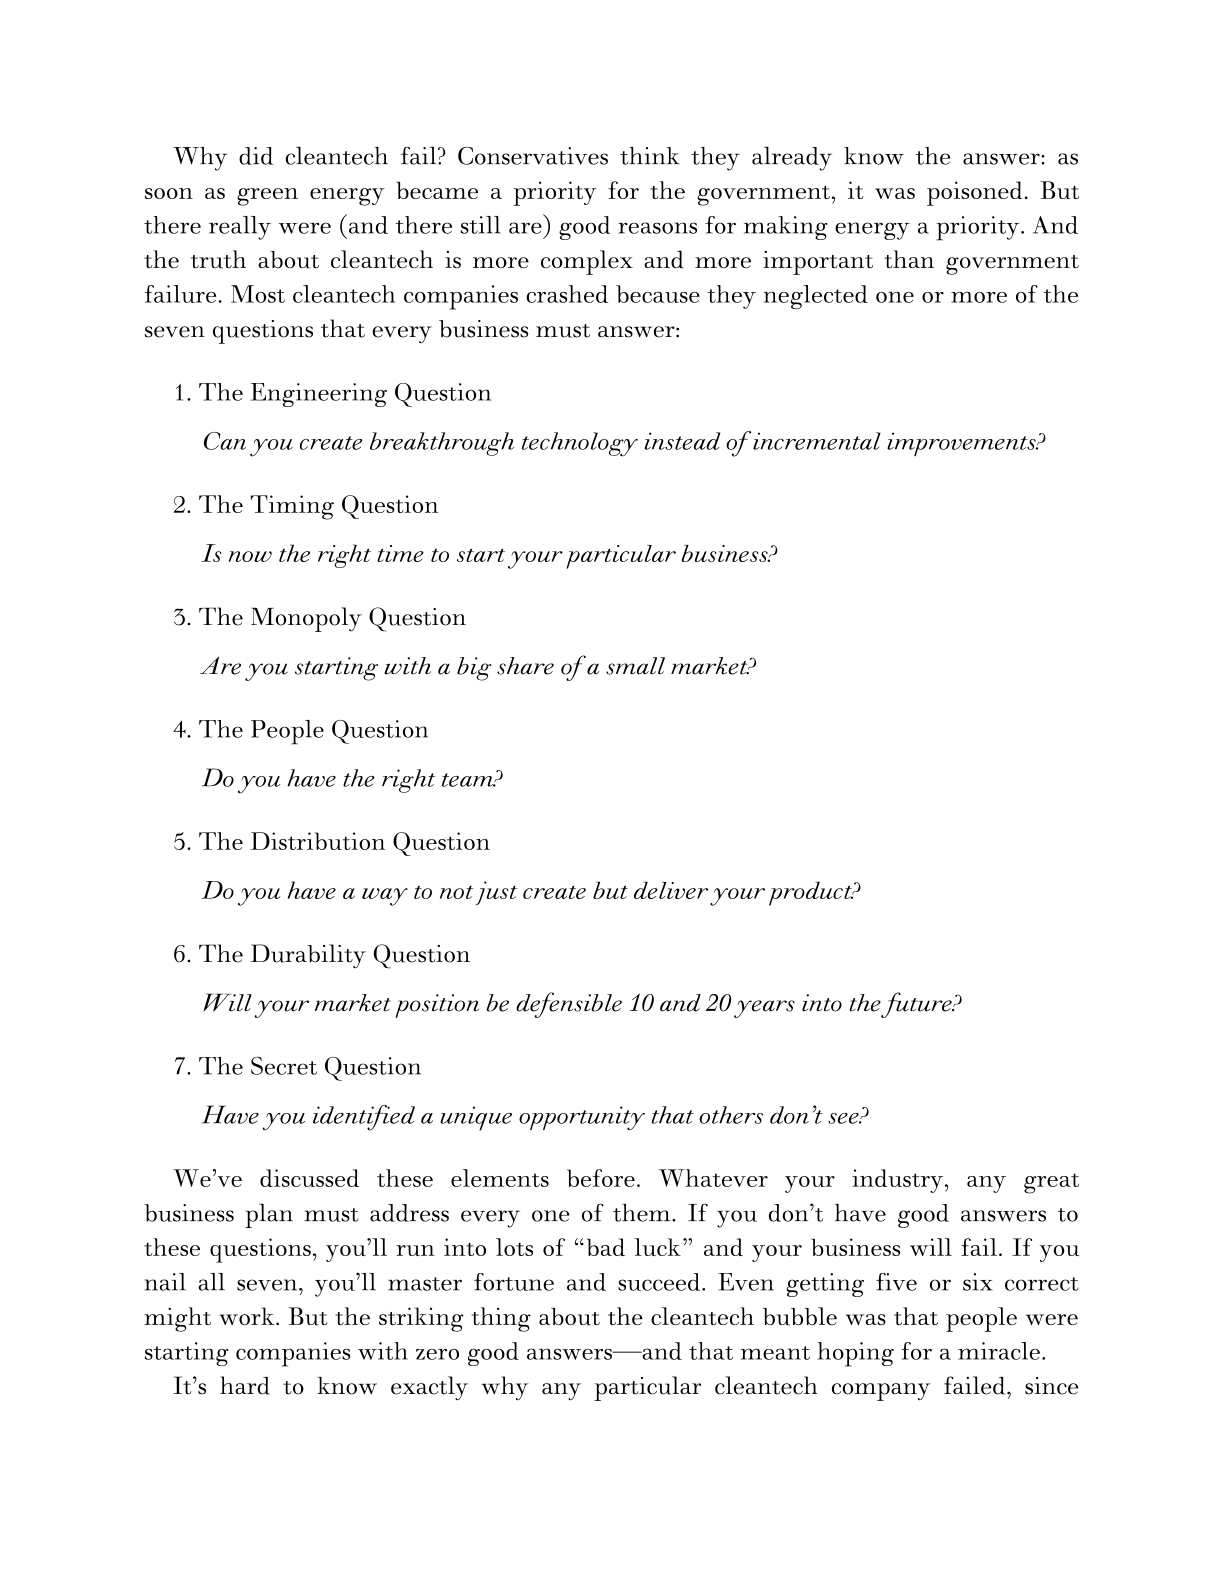 Why did cleantech fail? Conservatives think they already know the answer: as
soon as green energy became a priority for the government, it was poisoned. But
there really were (and there still are) good reasons for making energy a priority. And
the truth about cleantech is more complex and more important than government
failure. Most cleantech companies crashed because they neglected one or more of the
seven questions that every business must answer:
1. The Engineering Question
Can you create breakthrough technology instead of incremental improvements?
2. The Timing Question
Is now the right time to start your particular business?
3. The Monopoly Question
Are you starting with a big share of a small market?
4. The People Question
Do you have the right team?
5. The Distribution Question
Do you have a way to not just create but deliver your product?
6. The Durability Question
Will your market position be defensible 10 and 20 years into the future?
7. The Secret Question
Have you identified a unique opportunity that others don’t see?
We’ve discussed these elements before. Whatever your industry, any great
business plan must address every one of them. If you don’t have good answers to
these questions, you’ll run into lots of “bad luck” and your business will fail. If you
nail all seven, you’ll master fortune and succeed. Even getting five or six correct
might work. But the striking thing about the cleantech bubble was that people were
starting companies with zero good answers—and that meant hoping for a miracle.
It’s hard to know exactly why any particular cleantech company failed, since